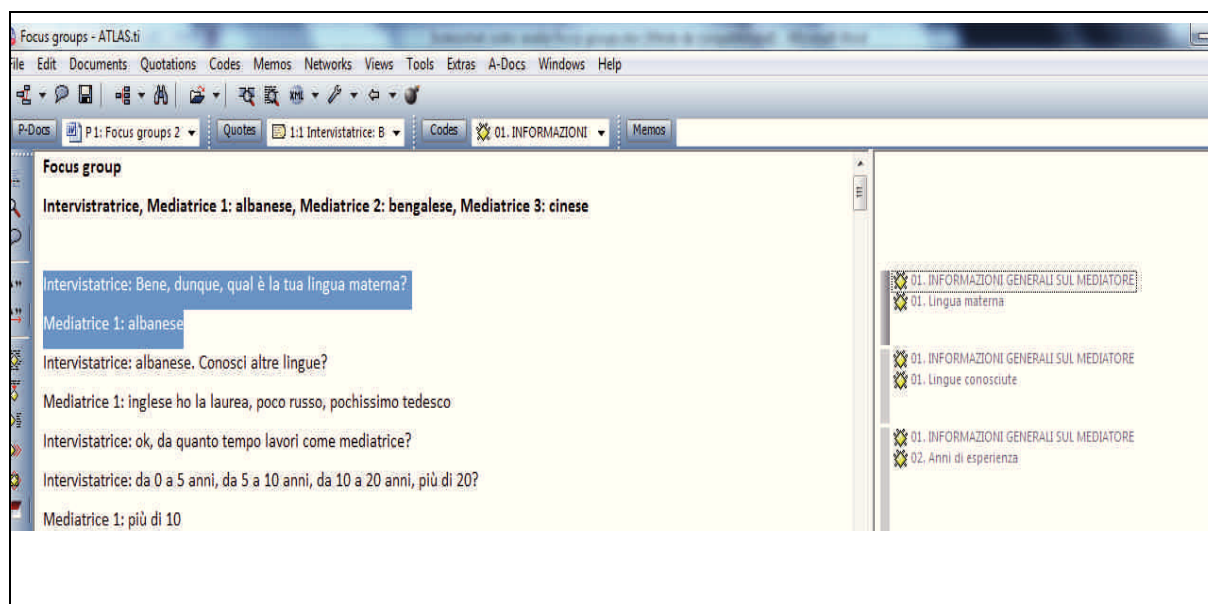 Focus groups - ATLAS.ti
File Edit Documents Quotations Codes Memos Networks Views Tools Extras A-Docs Windows Help
P-Docs P 1: Focus groups 2 Quotes 1:1 Intervistatrice: B Codes 01. INFORMAZIONI Memos
Focus group
Intervistratrice, Mediatrice 1: albanese, Mediatrice 2: bengalese, Mediatrice 3: cinese
Intervistatrice: Bene, dunque, qual è la tua lingua materna?
01. INFORMAZIONI GENERALI SUL MEDIATORE
01. Lingua materna
Mediatrice 1: albanese
Intervistatrice: albanese. Conosci altre lingue?
01. INFORMAZIONI GENERALI SUL MEDIATORE
01. Lingue conosciute
Mediatrice 1: inglese ho la laurea, poco russo, pochissimo tedesco
Intervistatrice: ok, da quanto tempo lavori come mediatrice?
01. INFORMAZIONI GENERALI SUL MEDIATORE
02. Anni di esperienza
Intervistatrice: da 0 a 5 anni, da 5 a 10 anni, da 10 a 20 anni, più di 20?
Mediatrice 1: più di 10